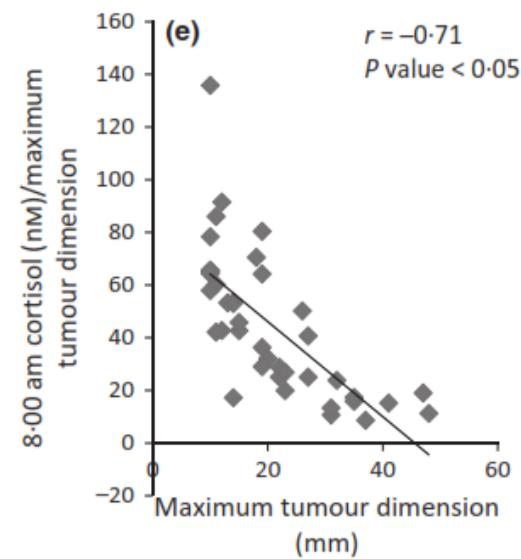 (e)
r = –0·71
P value < 0·05
160
140
120
100
80
60
40
20
0
–20
8·00 am cortisol (nM)/maximum
tumour dimension
0
20
40
60
Maximum tumour dimension
(mm)